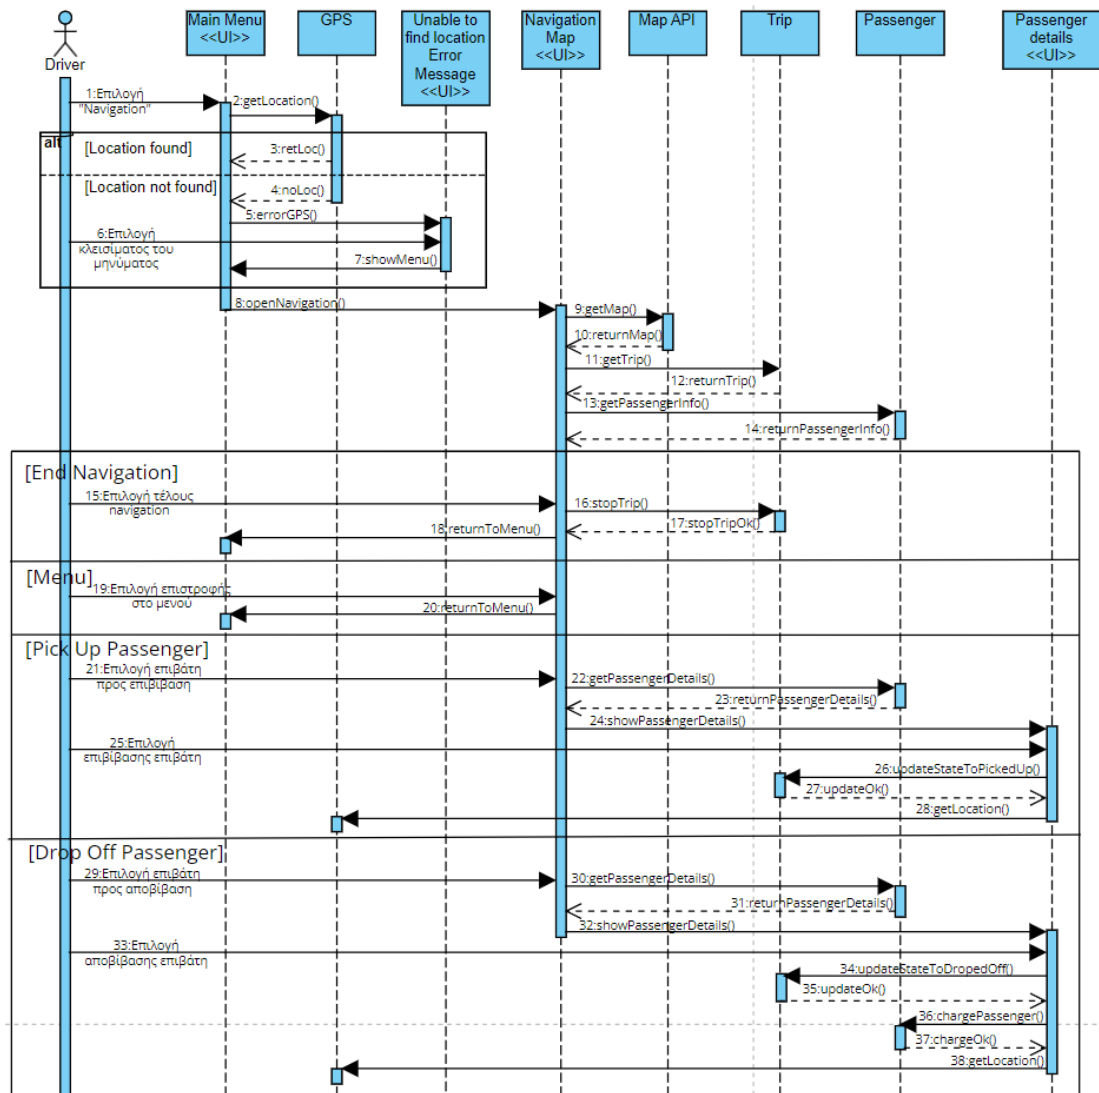 Main Menu
<<UI>>
GPS
Unable to
find location
Error
Message
<<UI>>
Navigation
Map
<<UI>>
Map API
Trip
Passenger
Passenger
details
<<UI>>
Driver
1:Επιλογή
"Navigation"
2:getLocation()
alt
[Location found]
3:retLoc()
[Location not found]
4:noLoc()
5:errorGPS()
6:Επιλογή
κλεισίματος του
μηνύματος
7:showMenu()
8:openNavigation()
9:getMap()
10:returnMap()
11:getTrip()
12:returnTrip()
13:getPassengerInfo()
14:returnPassengerInfo()
[End Navigation]
15:Επιλογή τέλους
navigation
16:stopTrip()
17:stopTripOk()
18:returnToMenu()
[Menu]
19:Επιλογή επιστροφής
στο μενού
20:returnToMenu()
[Pick Up Passenger]
21:Επιλογή επιβάτη
προς επιβίβαση
22:getPassengerDetails()
23:returnPassengerDetails()
24:showPassengerDetails()
25:Επιλογή
επιβίβασης επιβάτη
26:updateStateToPickedUp()
27:updateOk()
28:getLocation()
[Drop Off Passenger]
29:Επιλογή επιβάτη
προς αποβίβαση
30:getPassengerDetails()
31:returnPassengerDetails()
32:showPassengerDetails()
33:Επιλογή
αποβίβασης επιβάτη
34:updateStateToDropedOff()
35:updateOk()
36:chargePassenger()
37:chargeOk()
38:getLocation()